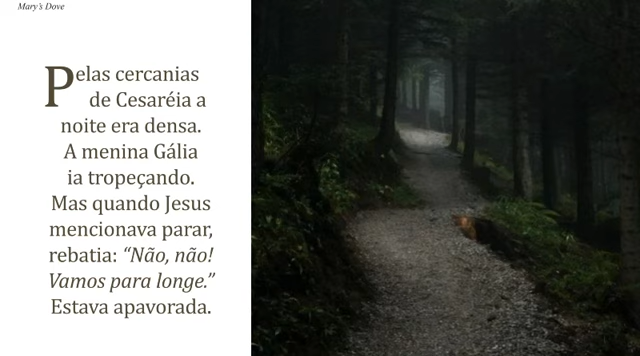 Mary's Dove
Pelas cercanias
de Cesaréia a
noite era densa.
A menina Gália
ia tropeçando.
Mas quando Jesus
mencionava parar,
rebatia: “Não, não!
Vamos para longe.”
Estava apavorada.